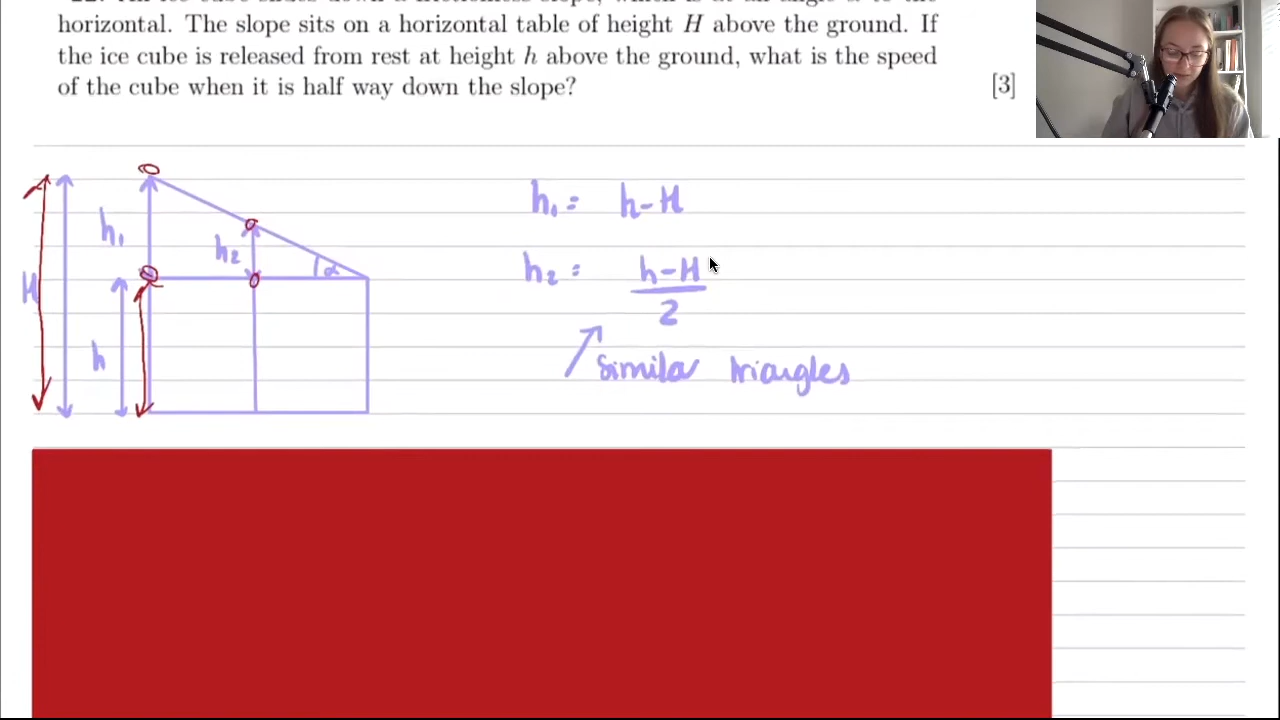 horizontal. The slope sits on a horizontal table of height H above the ground. If
the ice cube is released from rest at height h above the ground, what is the speed
of the cube when it is half way down the slope?
[3]
h₁ = h-H
h₁
h₂
α
h₂ = h-H
2
H
h
Similar triangles